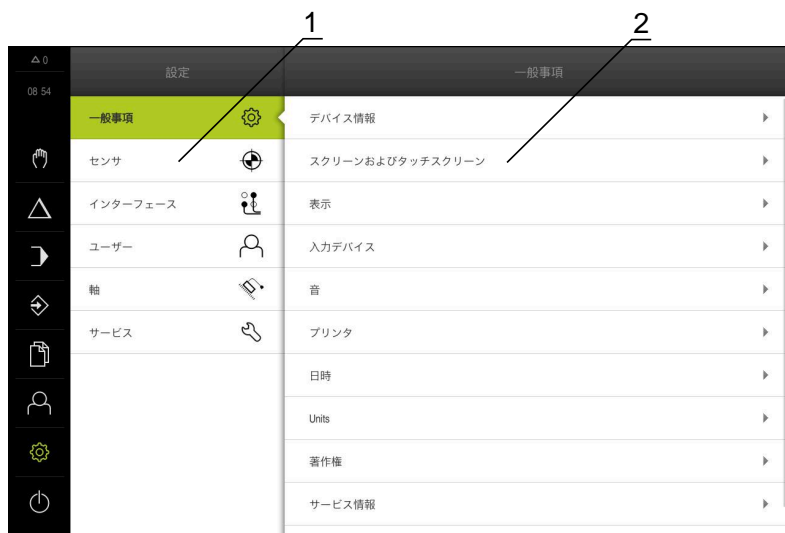 1
2
0
08 54
設定
一般事項
一般事項
センサ
インターフェース
ユーザー
軸
サービス
デバイス情報
スクリーンおよびタッチスクリーン
表示
入力デバイス
音
プリンタ
日時
Units
著作権
サービス情報